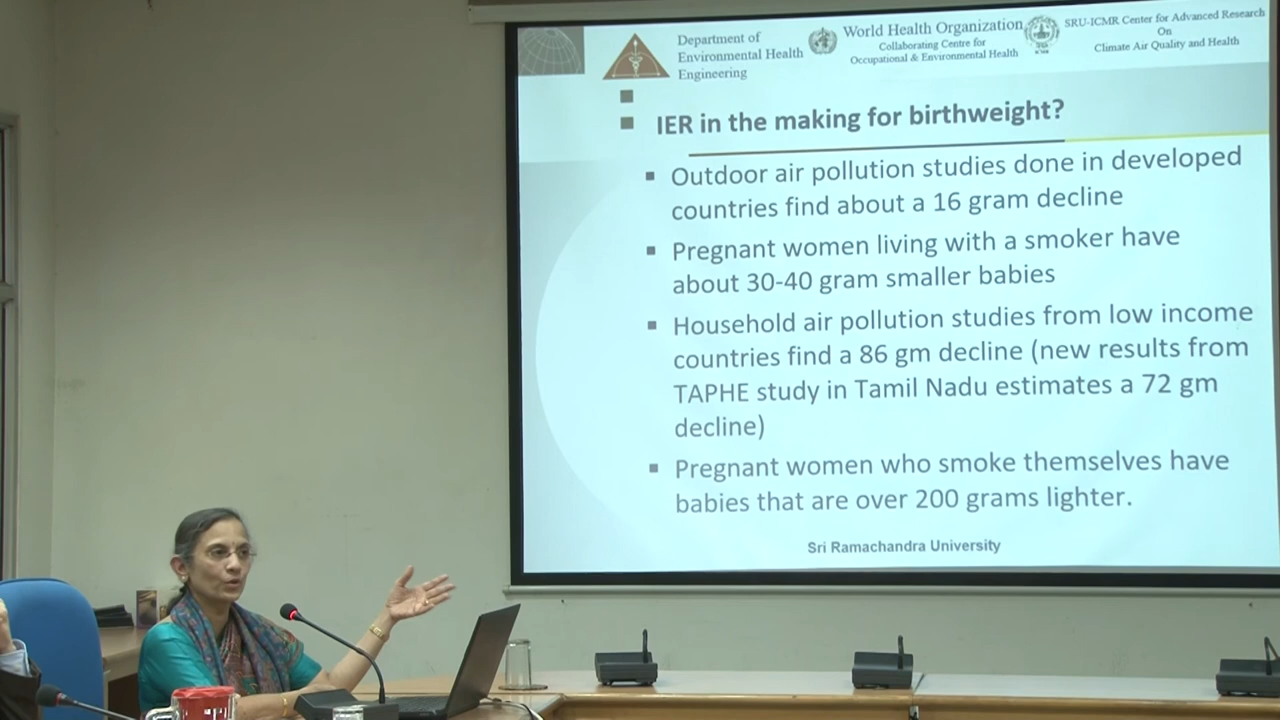 Department of
Environmental Health
Engineering
World Health Organization
Collaborating Centre for
Occupational & Environmental Health
SRU-ICMR Center for Advanced Research
On
Climate Air Quality and Health
IER in the making for birthweight?
Outdoor air pollution studies done in developed
countries find about a 16 gram decline
Pregnant women living with a smoker have
about 30-40 gram smaller babies
Household air pollution studies from low income
countries find a 86 gm decline (new results from
TAPHE study in Tamil Nadu estimates a 72 gm
decline)
Pregnant women who smoke themselves have
babies that are over 200 grams lighter.
Sri Ramachandra University